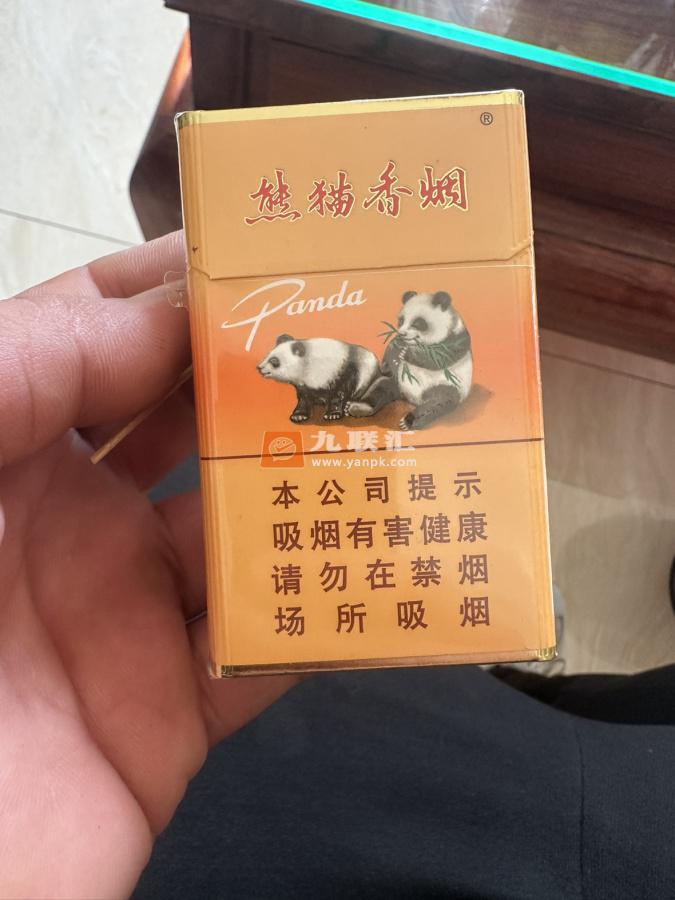 ®
熊猫香烟
Panda
九联汇
www.yanpk.com
本公司提示
吸烟有害健康
请勿在禁烟
场所吸烟